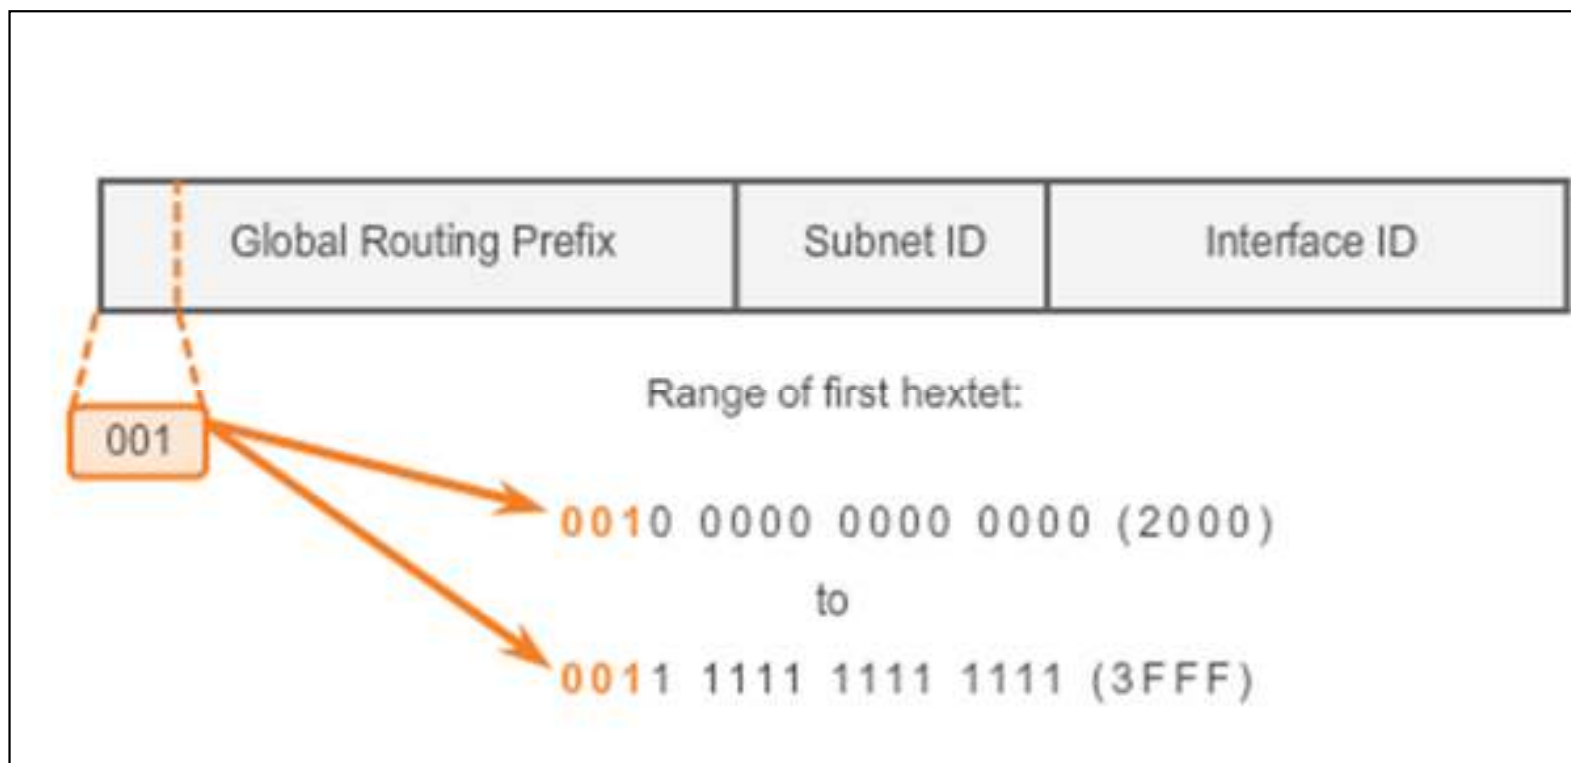 Global Routing Prefix Subnet ID Interface ID
Range of first hextet:
001
0010 0000 0000 0000 (2000)
to
0011 1111 1111 1111 (3FFF)